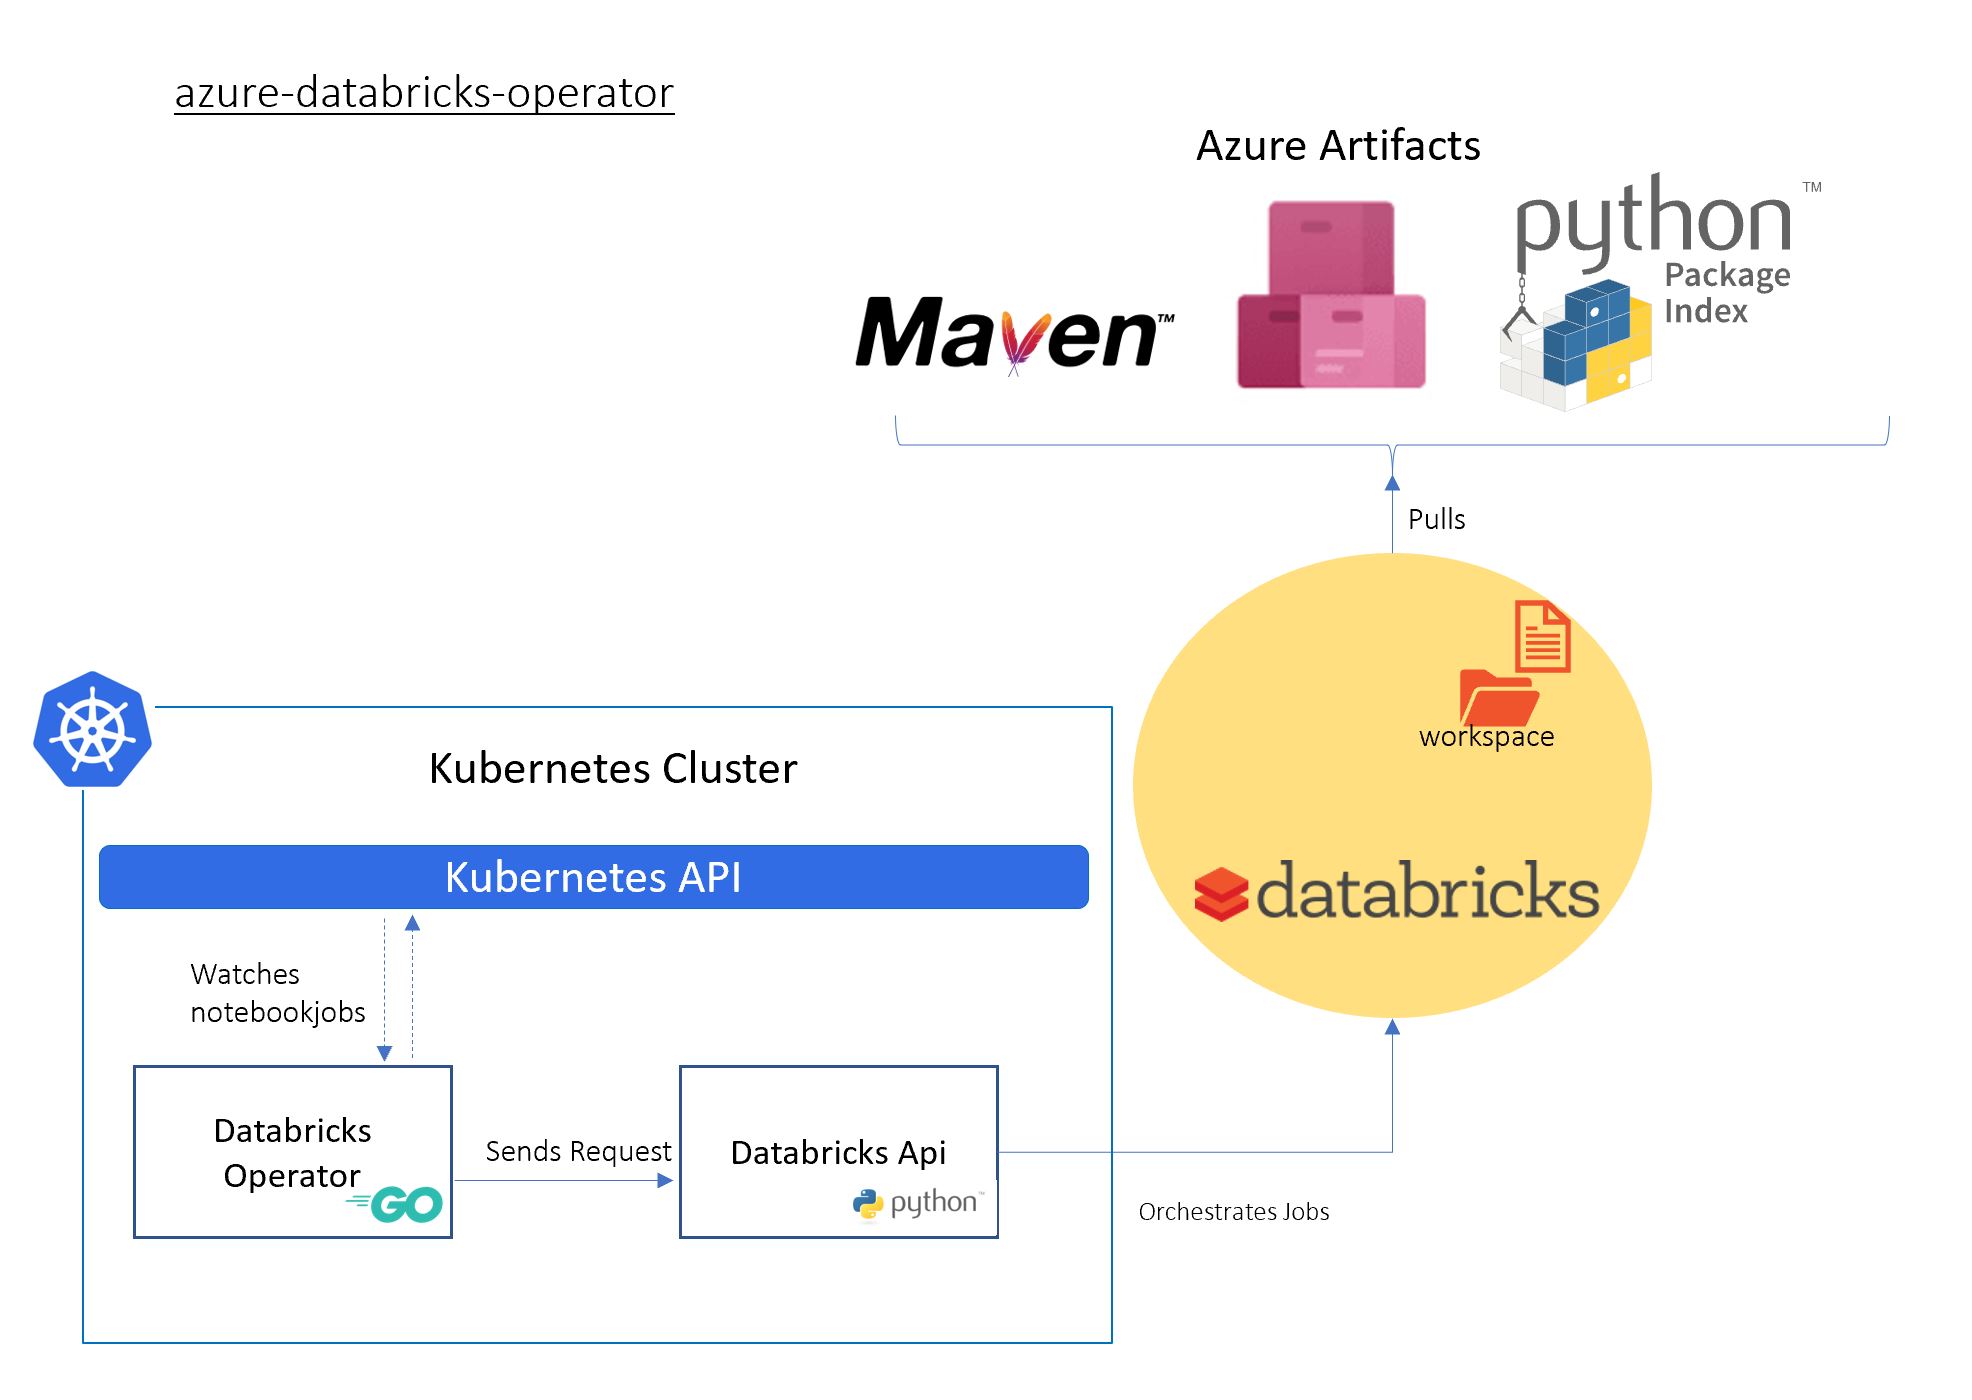 azure-databricks-operator
Azure Artifacts
Maven™
python™
Package
Index
Pulls
workspace
databricks
Kubernetes Cluster
Kubernetes API
Watches
notebookjobs
Databricks
Operator
GO
Sends Request
Databricks Api
python™
Orchestrates Jobs